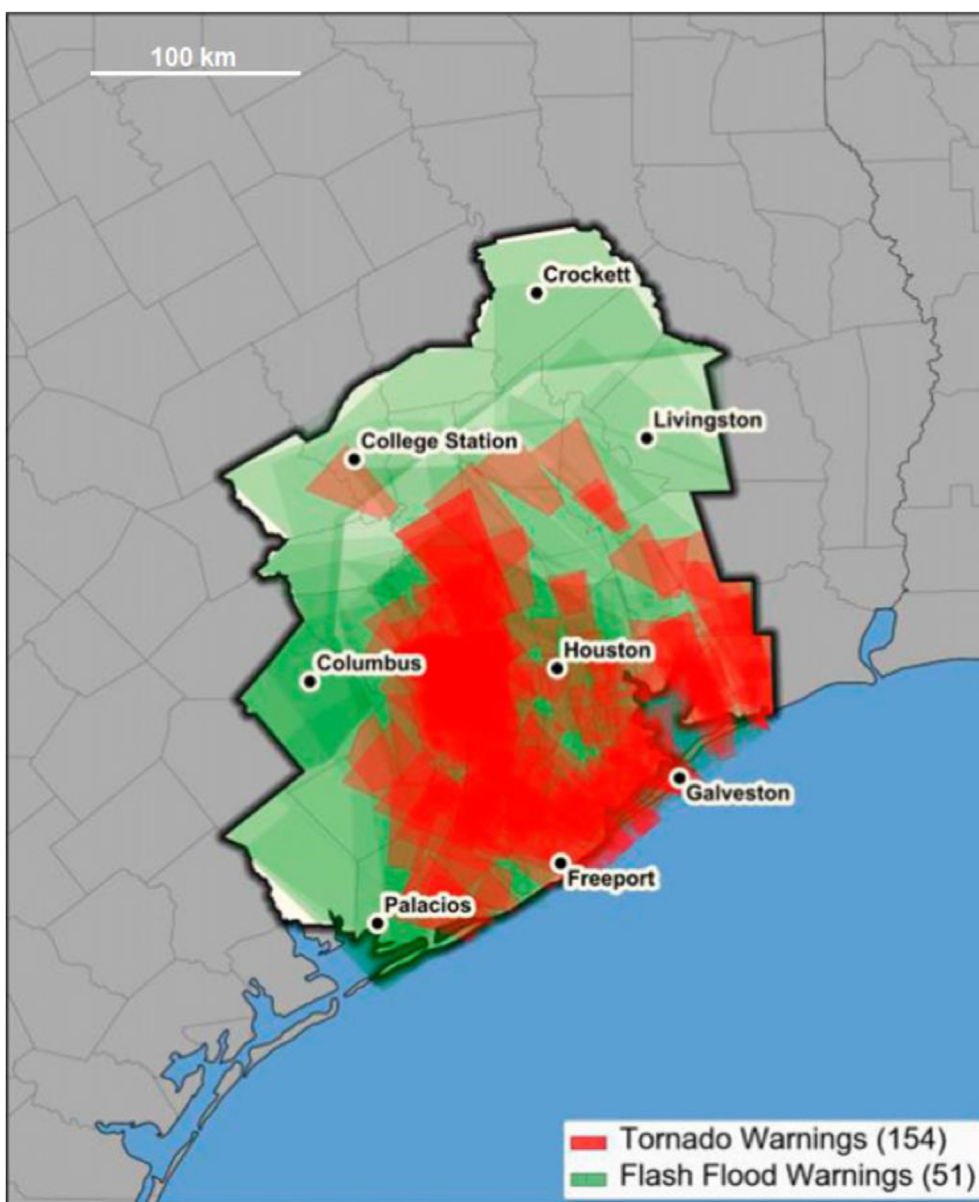 100 km
Crockett
Livingston
College Station
Houston
Columbus
Galveston
Freeport
Palacios
Tornado Warnings (154)
Flash Flood Warnings (51)